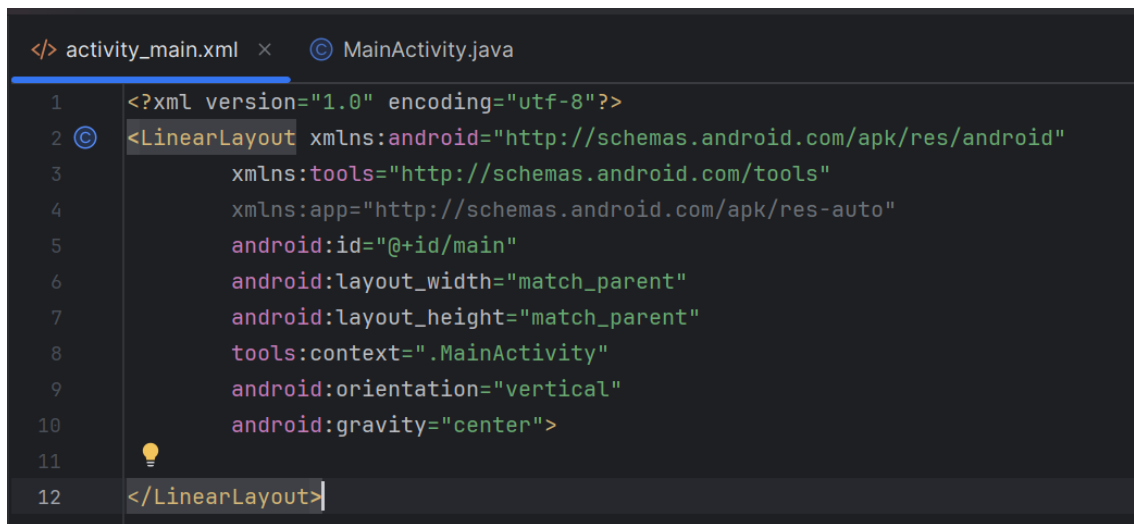 </> activity_main.xml × © MainActivity.java
1 <?xml version="1.0" encoding="utf-8"?>
2 © <LinearLayout xmlns:android="http://schemas.android.com/apk/res/android"
3 xmlns:tools="http://schemas.android.com/tools"
4 xmlns:app="http://schemas.android.com/apk/res-auto"
5 android:id="@+id/main"
6 android:layout_width="match_parent"
7 android:layout_height="match_parent"
8 tools:context=".MainActivity"
9 android:orientation="vertical"
10 android:gravity="center">
11
12 </LinearLayout>